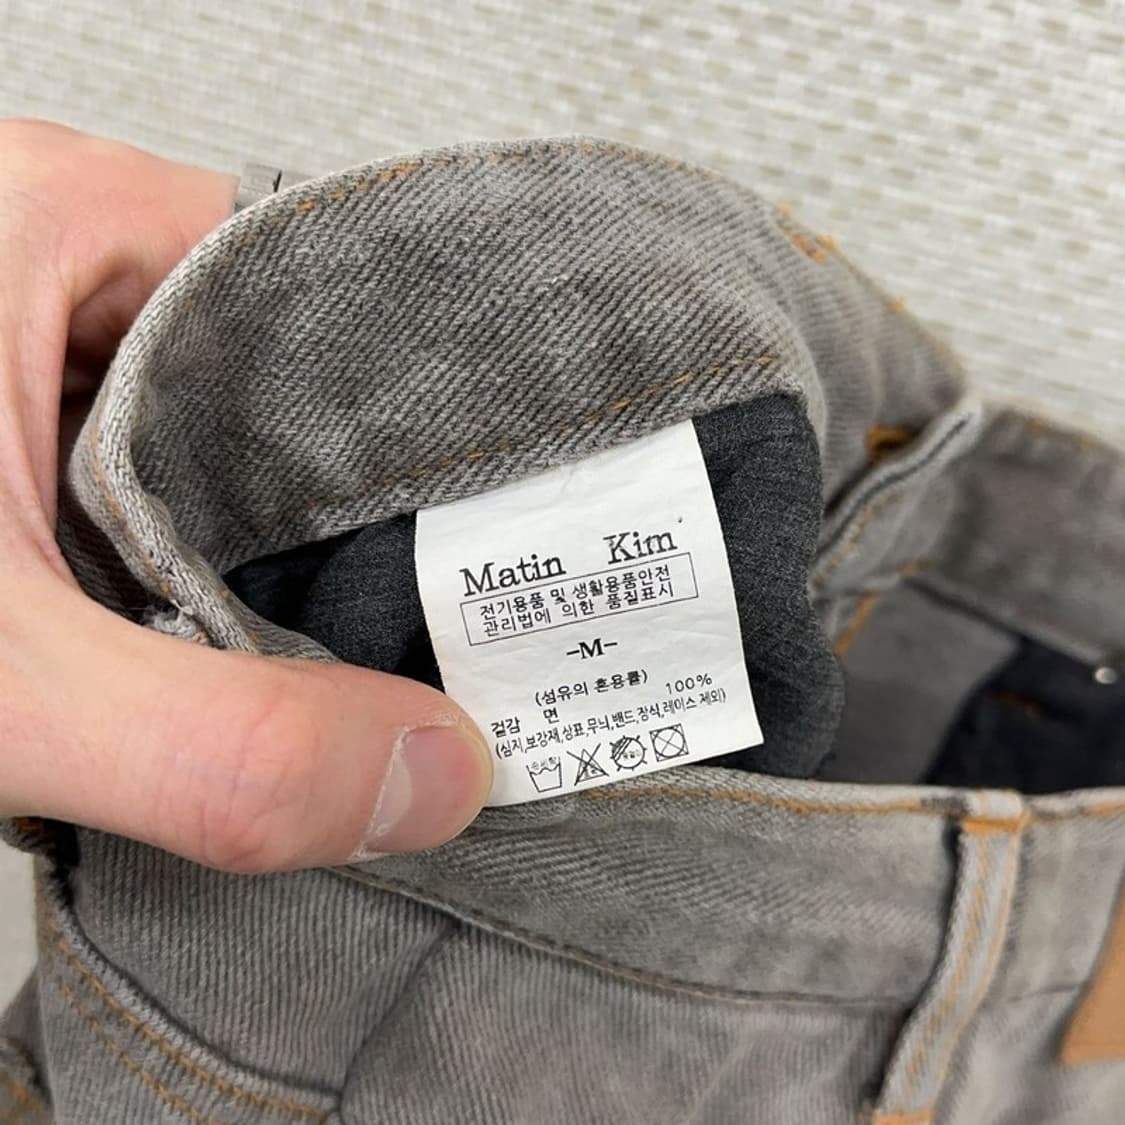 Matin Kim
전기용품 및 생활용품안전
관리법에 의한 품질표시
-M-
(섬유의 혼용률)
겉감 면 100%
(심지,보강재,상표,무늬,밴드,장식,레이스 제외)